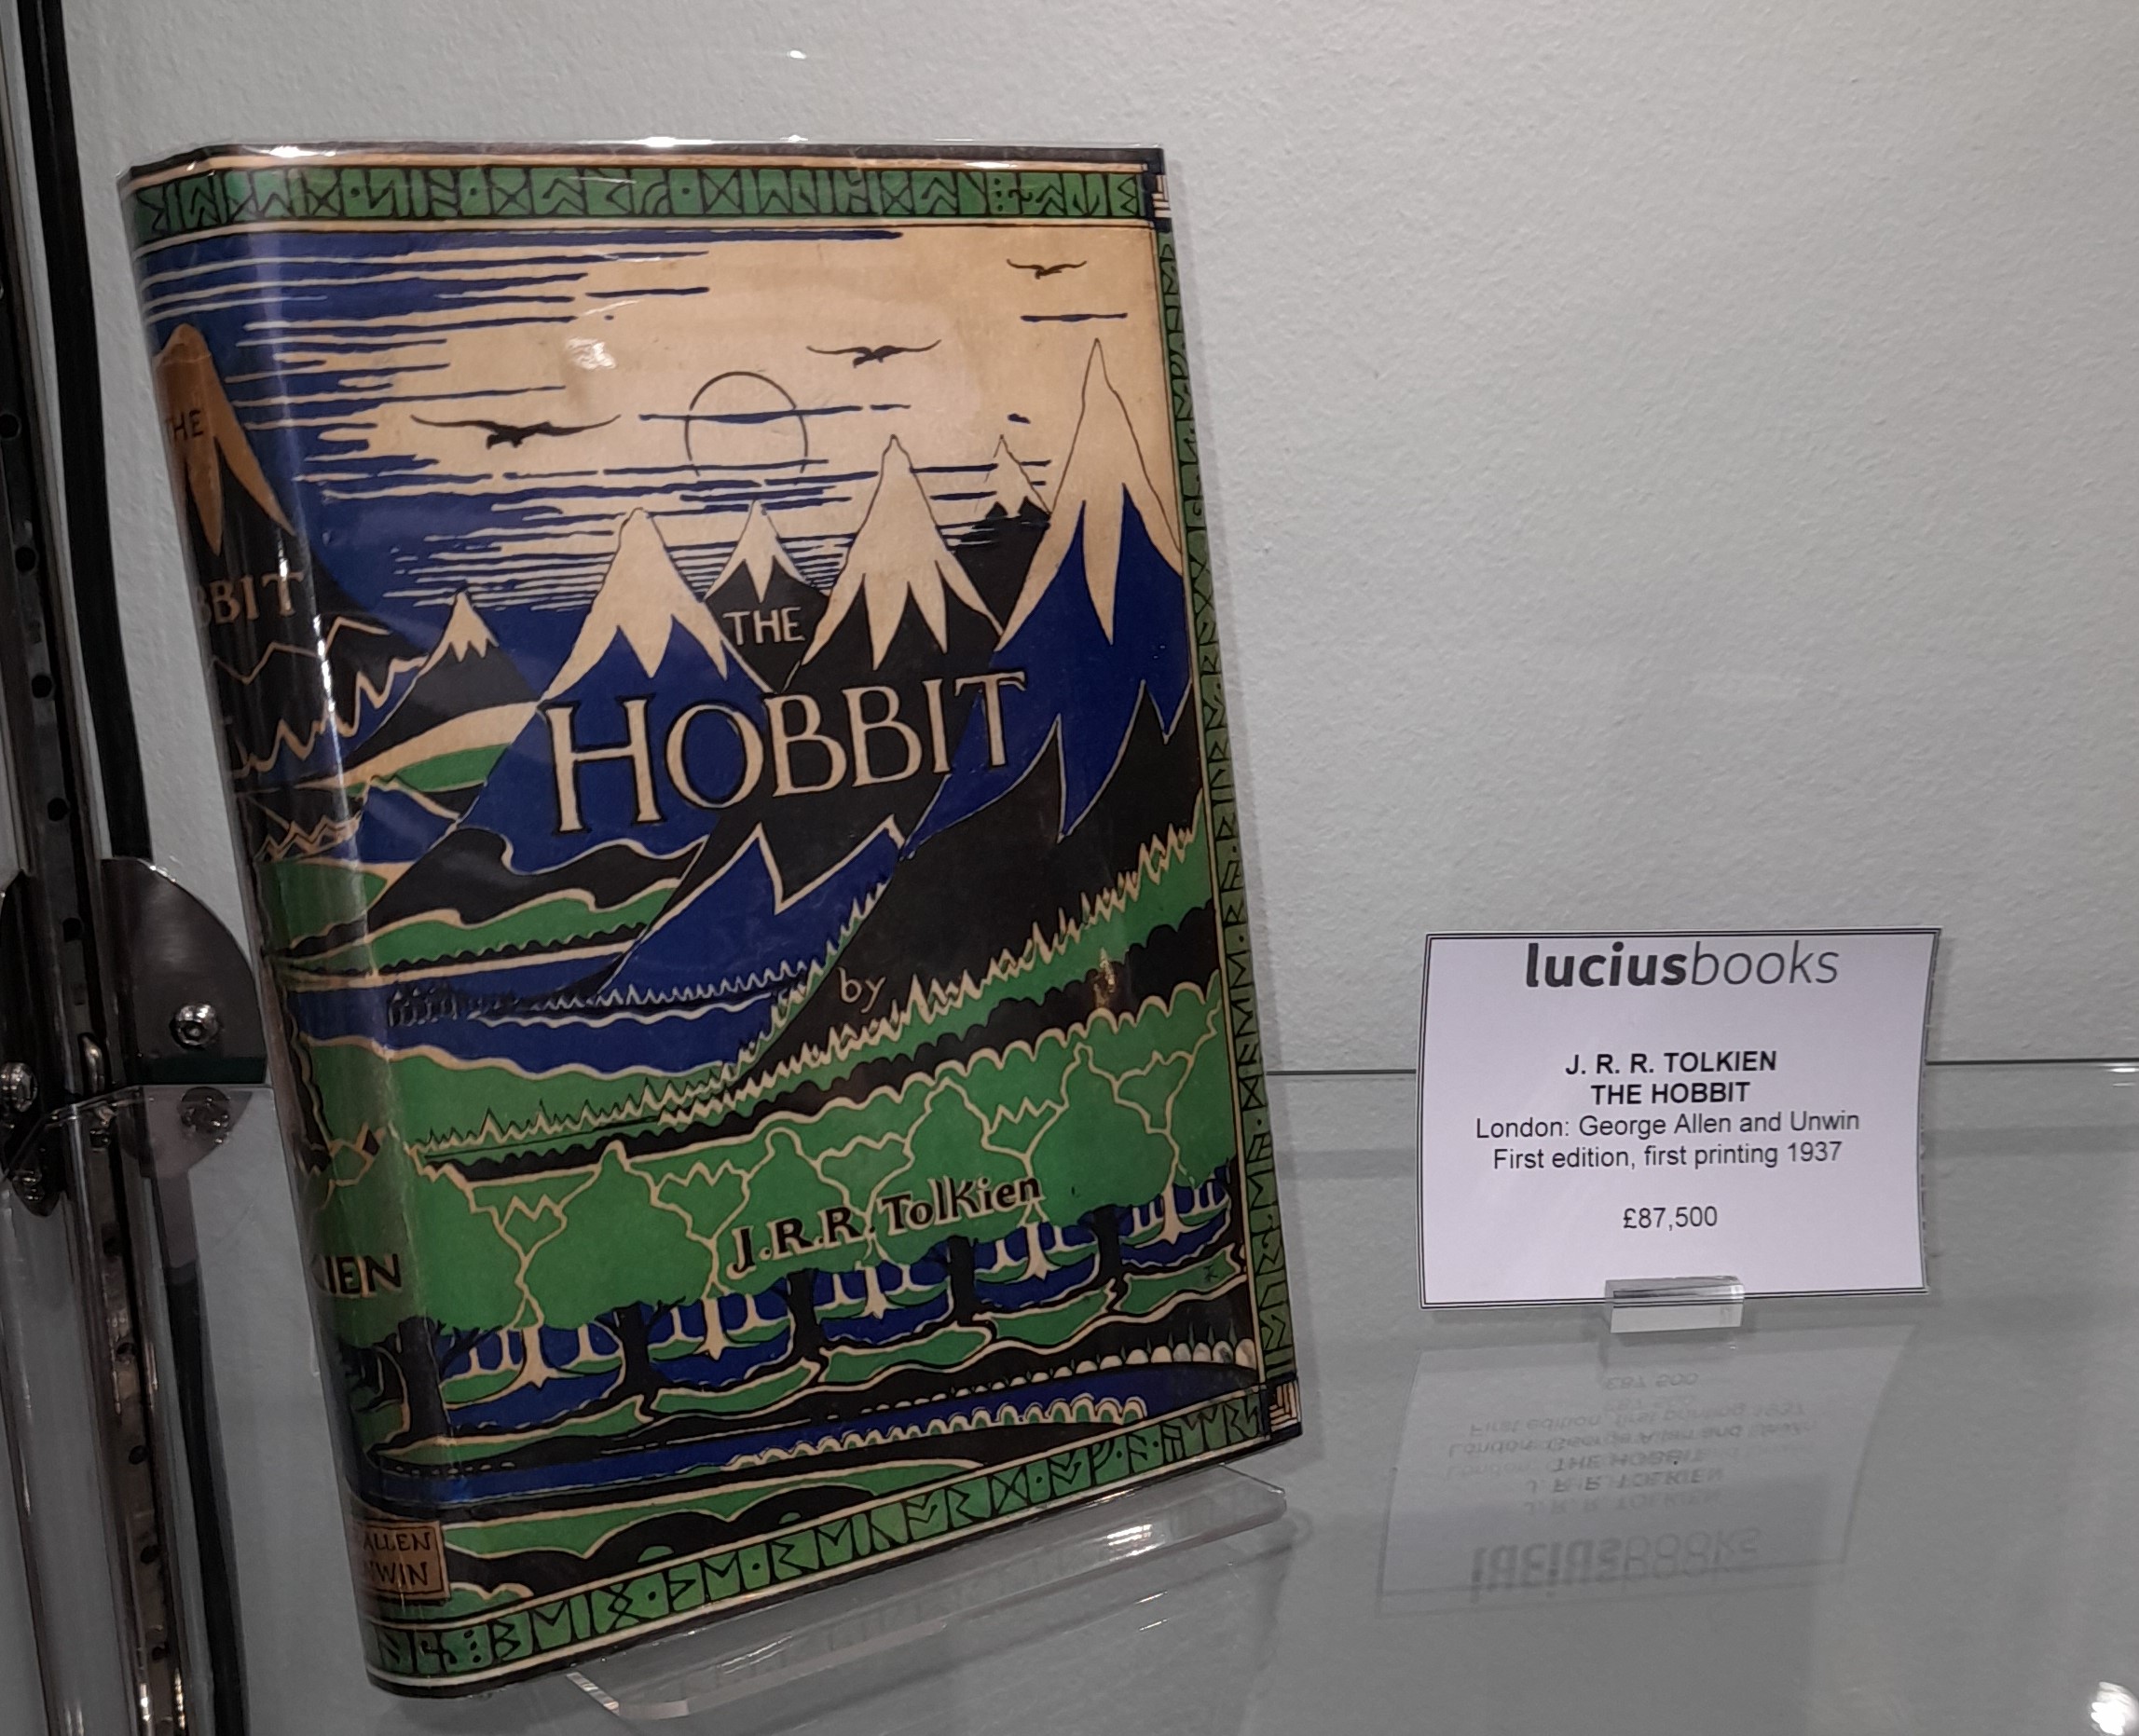 THE
BBIT
KIEN
ALLEN
WIN
THE
HOBBIT
by
J.R.R. Tolkien
luciusbooks
J. R. R. TOLKIEN
THE HOBBIT
London: George Allen and Unwin
First edition, first printing 1937
£87,500